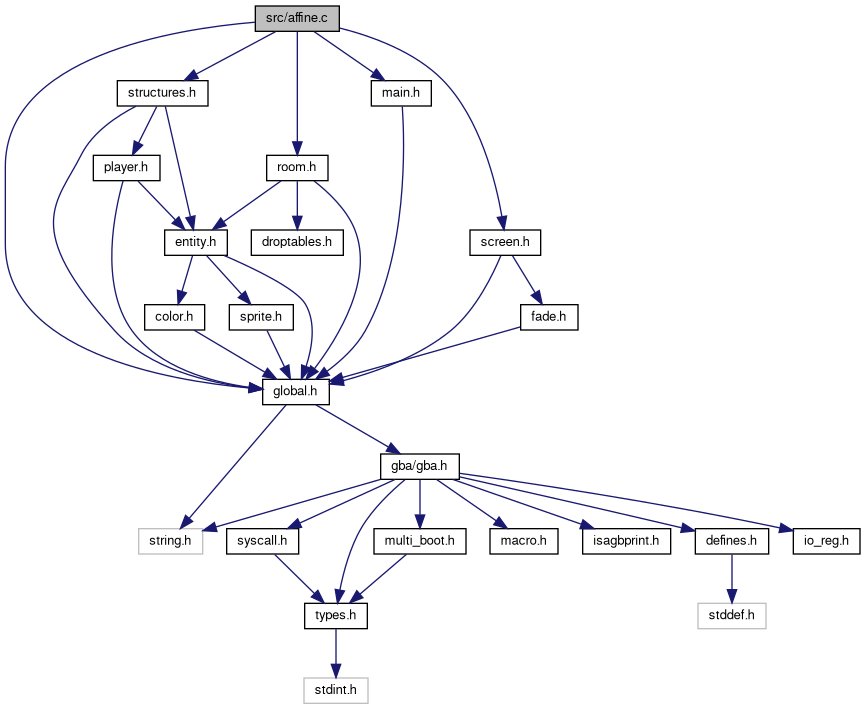 src/affine.c
structures.h
main.h
player.h
room.h
entity.h
droptables.h
screen.h
color.h
sprite.h
fade.h
global.h
gba/gba.h
string.h
syscall.h
multi_boot.h
macro.h
isagbprint.h
defines.h
io_reg.h
types.h
stddef.h
stdint.h